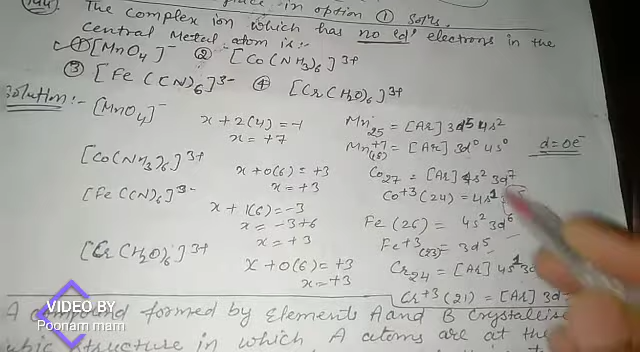 place, in option ① Soln.
The complex ion which has no 'd' electrons in the
central Metal atom is:-
① [MnO4]⁻ ② [Co(NH3)6]³⁺
③ [Fe(CN)6]³⁻ ④ [Cr(H2O)6]³⁺
Solution:- [MnO4]⁻
x + 2(4) = -1
x = +7
Mn25 = [Ar] 3d⁵ 4s²
Mn⁺⁷(18) = [Ar] 3d⁰ 4s⁰
d = 0e⁻
[Co(NH3)6]³⁺
x + 0(6) = +3
x = +3
Co27 = [Ar] 4s² 3d⁷
Co⁺³(24) = 4s¹
[Fe(CN)6]³⁻
x + 1(6) = -3
x = -3+6
x = +3
Fe(26) = 4s² 3d⁶
Fe⁺³(23) = 3d⁵
[Cr(H2O)6]³⁺
x + 0(6) = +3
x = +3
Cr24 = [Ar] 4s¹ 3d
Cr⁺³(21) = [Ar] 3d
A compound formed by Elements A and B Crystalise
structure in which A atoms are at the
VIDEO BY
Poonam mam